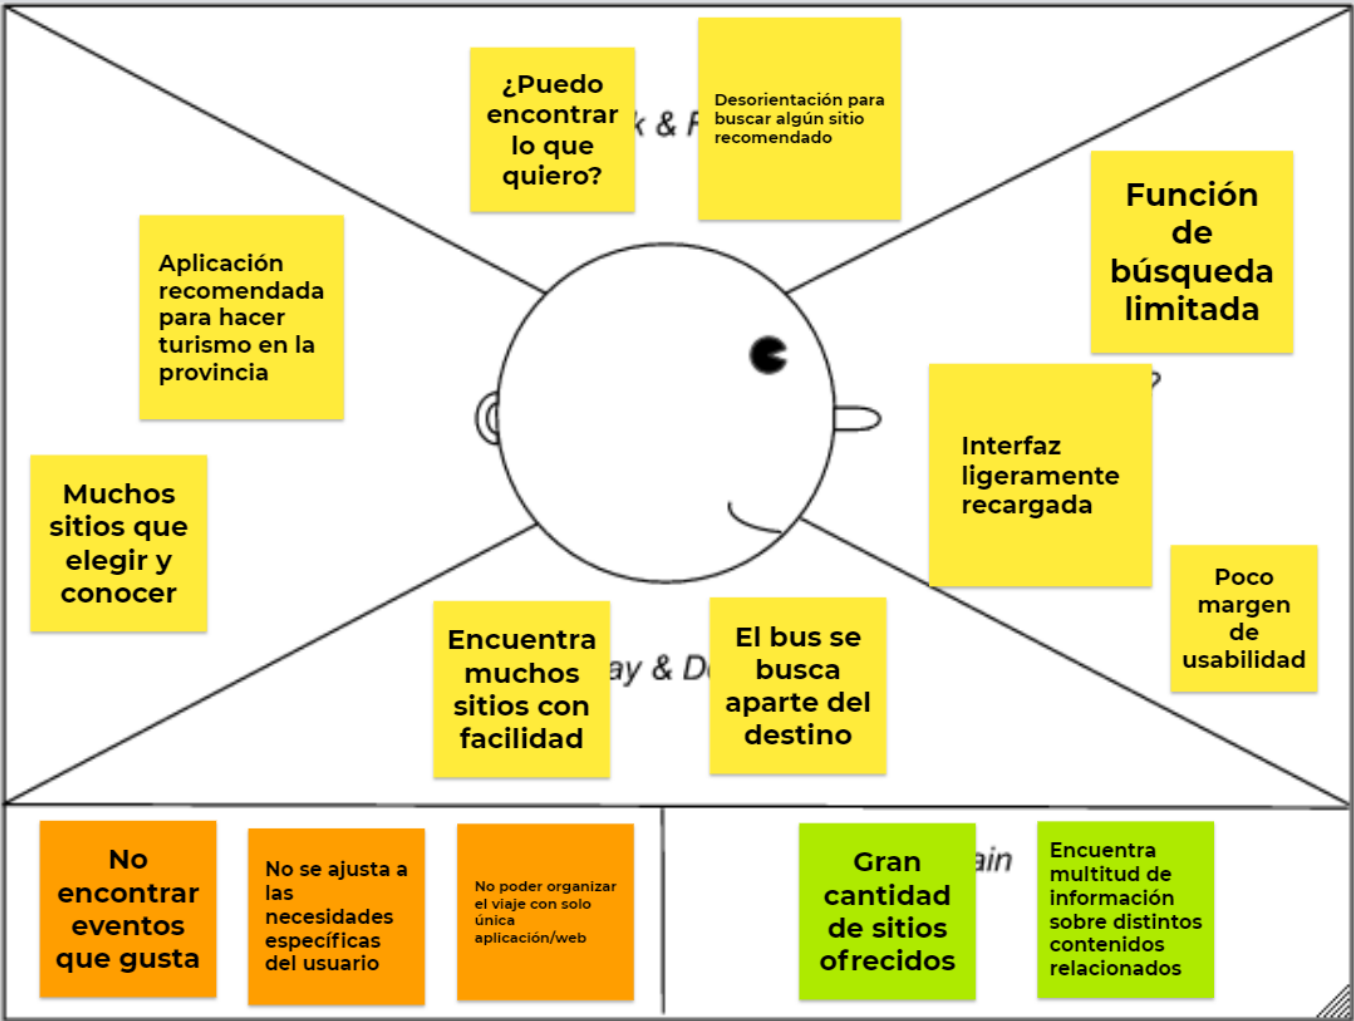 ¿Puedo
encontrar
lo que
quiero?
k & F
Desorientación para
buscar algún sitio
recomendado
Función
de
búsqueda
limitada
Aplicación
recomendada
para hacer
turismo en la
provincia
Interfaz
ligeramente
recargada
?
Muchos
sitios que
elegir y
conocer
Poco
margen
de
usabilidad
Encuentra
muchos
sitios con
facilidad
ay & D
El bus se
busca
aparte del
destino
No
encontrar
eventos
que gusta
No se ajusta a
las
necesidades
específicas
del usuario
No poder organizar
el viaje con solo
única
aplicación/web
Gran
cantidad
de sitios
ofrecidos
ain
Encuentra
multitud de
información
sobre distintos
contenidos
relacionados